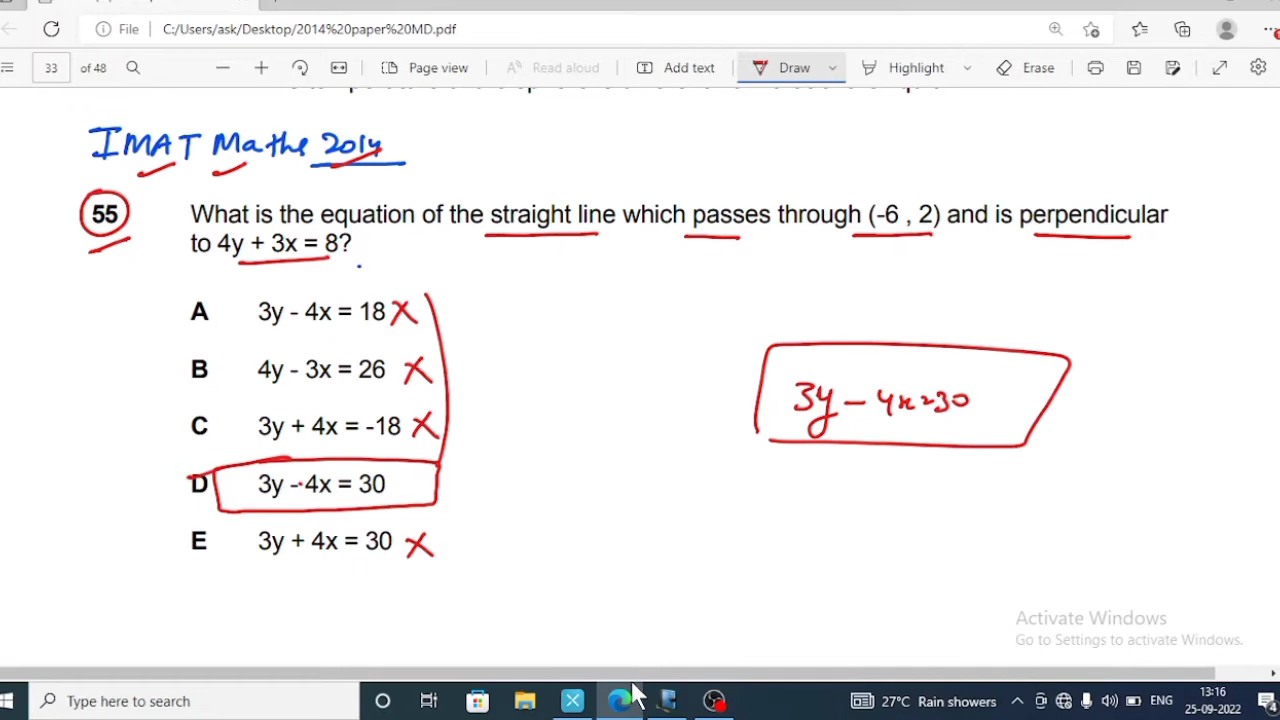 File C:/Users/ask/Desktop/2014%20paper%20MD.pdf
33 of 48 Page view Read aloud Add text Draw Highlight Erase
IMAT Maths 2014
55 What is the equation of the straight line which passes through (-6 , 2) and is perpendicular
to 4y + 3x = 8?
A 3y - 4x = 18
B 4y - 3x = 26
C 3y + 4x = -18
D 3y - 4x = 30
E 3y + 4x = 30
3y - 4x = 30
Activate Windows
Go to Settings to activate Windows.
Type here to search
27°C Rain showers
ENG
13:16
25-09-2022